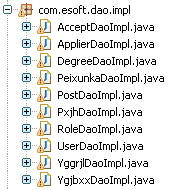 com.esoft.dao.impl
AcceptDaoImpl.java
ApplierDaoImpl.java
DegreeDaoImpl.java
PeixunkaDaoImpl.java
PostDaoImpl.java
PxjhDaoImpl.java
RoleDaoImpl.java
UserDaoImpl.java
YggrjlDaoImpl.java
YgjbxxDaoImpl.java